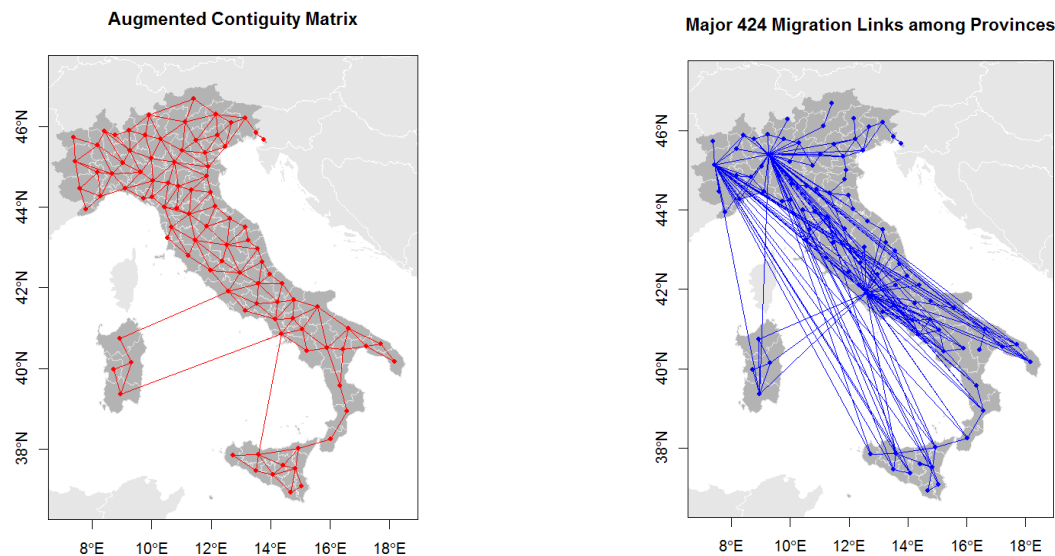 Augmented Contiguity Matrix
46°N
44°N
42°N
40°N
38°N
8°E 10°E 12°E 14°E 16°E 18°E
Major 424 Migration Links among Provinces
46°N
44°N
42°N
40°N
38°N
8°E 10°E 12°E 14°E 16°E 18°E